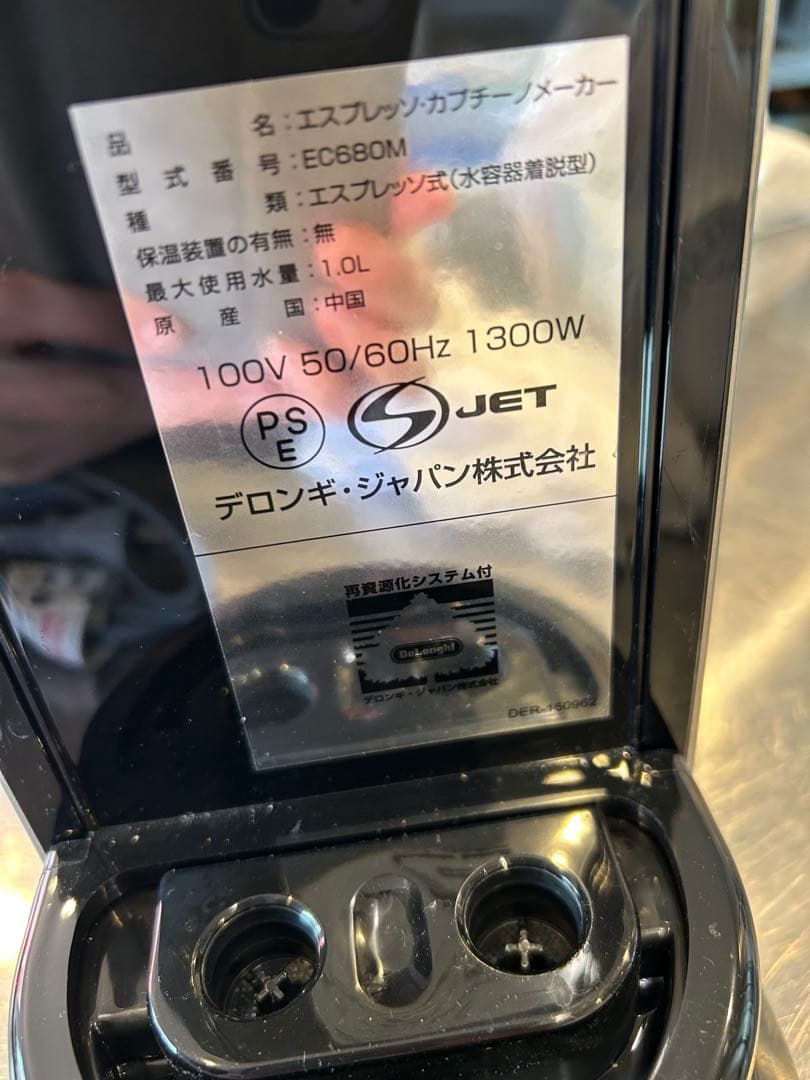 品名：エスプレッソ・カプチーノメーカー
型式番号：EC680M
種類：エスプレッソ式(水容器着脱型)
保温装置の有無：無
最大使用水量：1.0L
原産国：中国
100V 50/60Hz 1300W
PSE S JET
デロンギ・ジャパン株式会社
再資源化システム付
DeLonghi
デロンギ・ジャパン株式会社
DER-150962